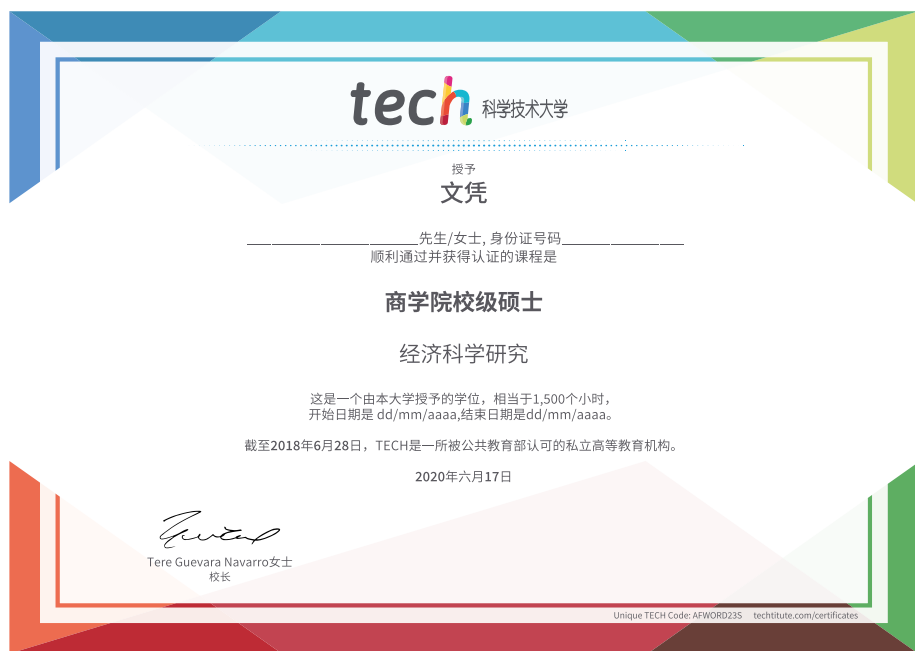 tech 科学技术大学
授予
文凭
先生/女士, 身份证号码
顺利通过并获得认证的课程是
商学院校级硕士
经济科学研究
这是一个由本大学授予的学位，相当于1,500个小时，
开始日期是 dd/mm/aaaa,结束日期是dd/mm/aaaa。
截至2018年6月28日，TECH是一所被公共教育部认可的私立高等教育机构。
2020年六月17日
Tere Guevara Navarro女士
校长
Unique TECH Code: AFWORD23S techtitute.com/certificates